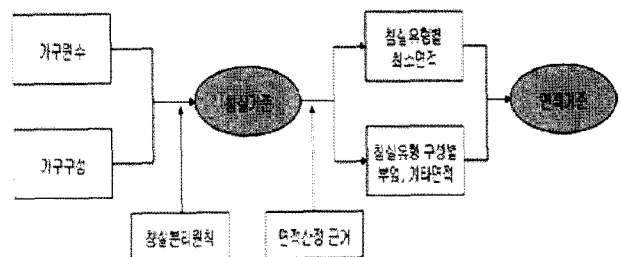 가구원수
침실유형별
최소면적
침실기준
면적기준
가구구성
침실유형 구성별
부엌, 기타면적
침실분리원칙
면적산정 근거